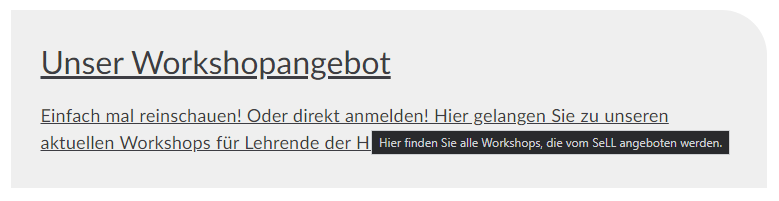 Unser Workshopangebot
Einfach mal reinschauen! Oder direkt anmelden! Hier gelangen Sie zu unseren
aktuellen Workshops für Lehrende der H
Hier finden Sie alle Workshops, die vom SeLL angeboten werden.